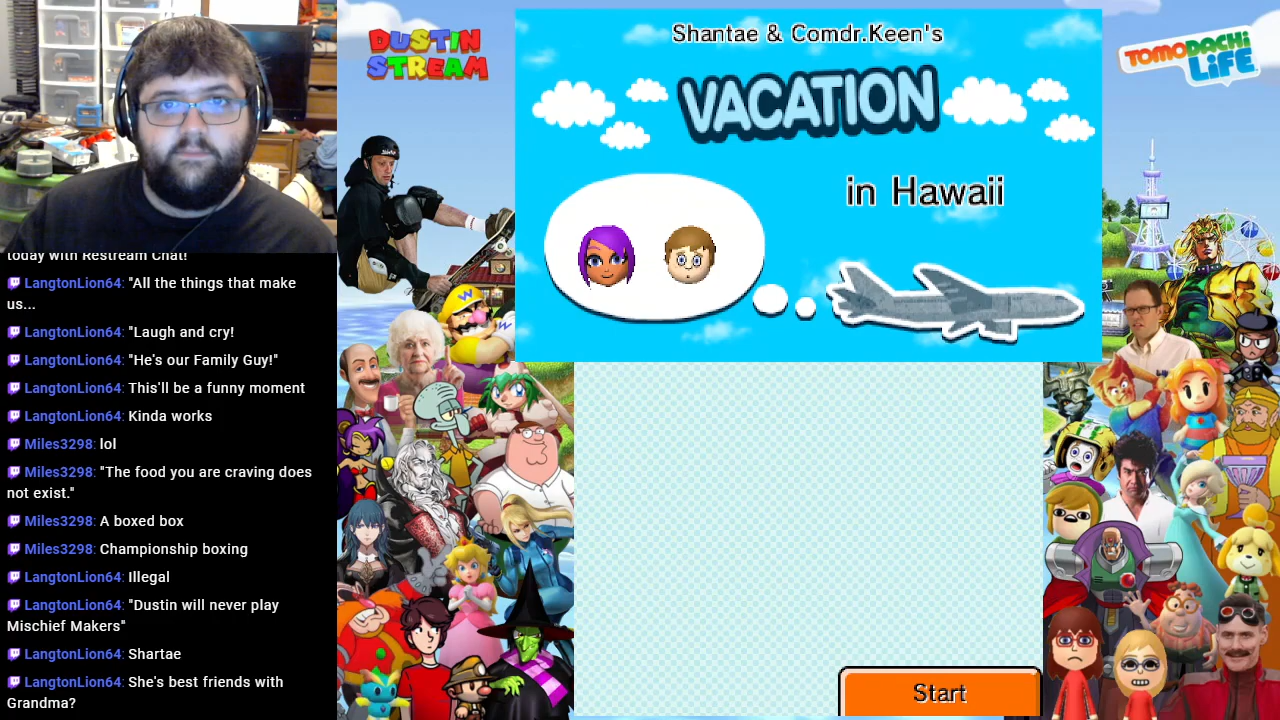 DUSTIN
STREAM
Shantae & Comdr.Keen's
VACATION
in Hawaii
TOMODACHi
LiFE
today with Restream Chat!
LangtonLion64: "All the things that make
us...
LangtonLion64: "Laugh and cry!
LangtonLion64: "He's our Family Guy!"
LangtonLion64: This'll be a funny moment
LangtonLion64: Kinda works
Miles3298: lol
Miles3298: "The food you are craving does
not exist."
Miles3298: A boxed box
Miles3298: Championship boxing
LangtonLion64: Illegal
LangtonLion64: "Dustin will never play
Mischief Makers"
LangtonLion64: Shartae
LangtonLion64: She's best friends with
Grandma?
Start